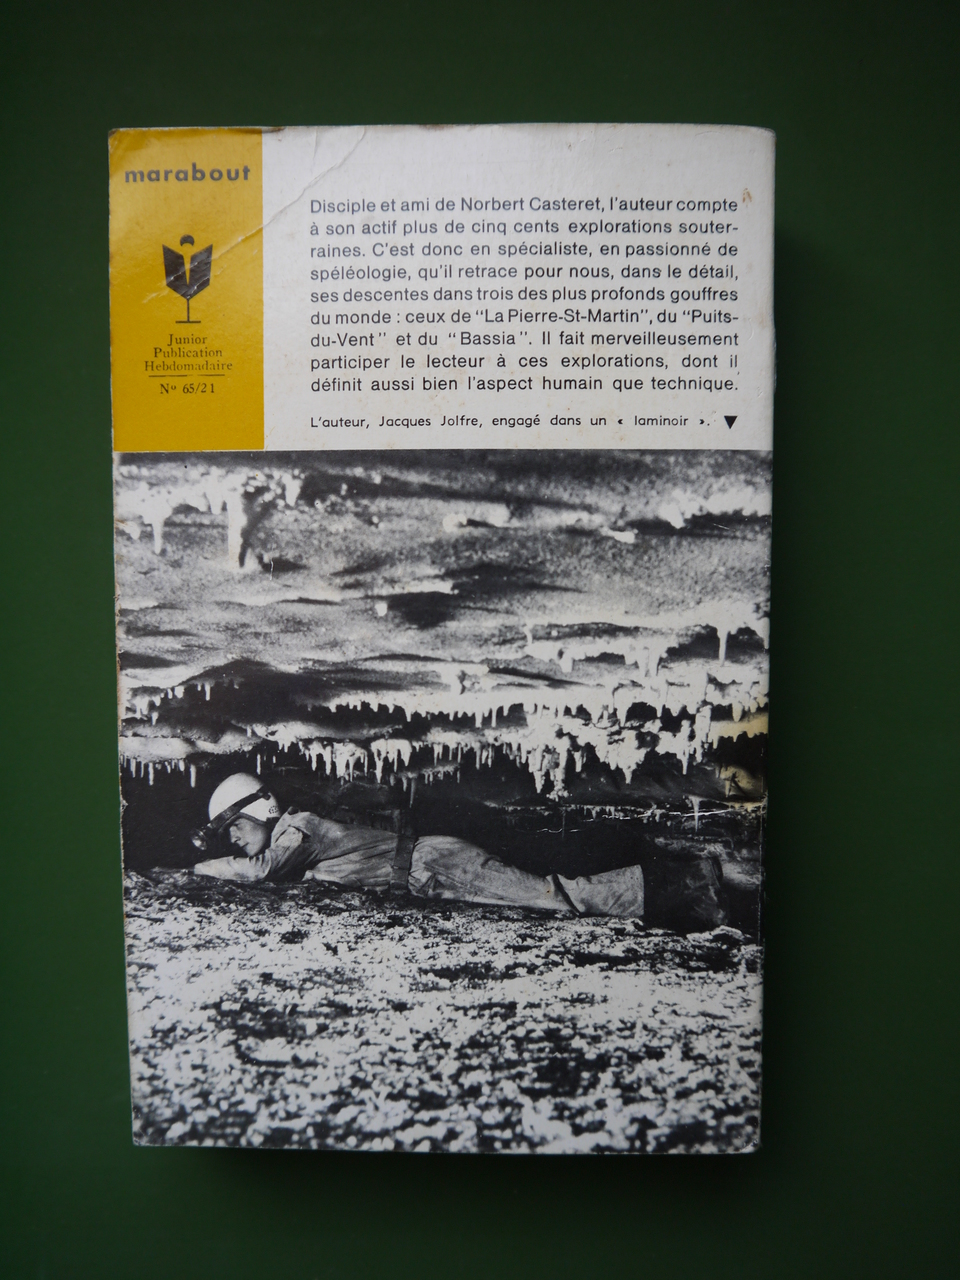 marabout
Junior
Publication
Hebdomadaire
Nº 65/21
Disciple et ami de Norbert Casteret, l'auteur compte
à son actif plus de cinq cents explorations souter-
raines. C'est donc en spécialiste, en passionné de
spéléologie, qu'il retrace pour nous, dans le détail,
ses descentes dans trois des plus profonds gouffres
du monde : ceux de "La Pierre-St-Martin", du "Puits-
du-Vent" et du "Bassia". Il fait merveilleusement
participer le lecteur à ces explorations, dont il
définit aussi bien l'aspect humain que technique.
L'auteur, Jacques Jolfre, engagé dans un « laminoir ». ▼